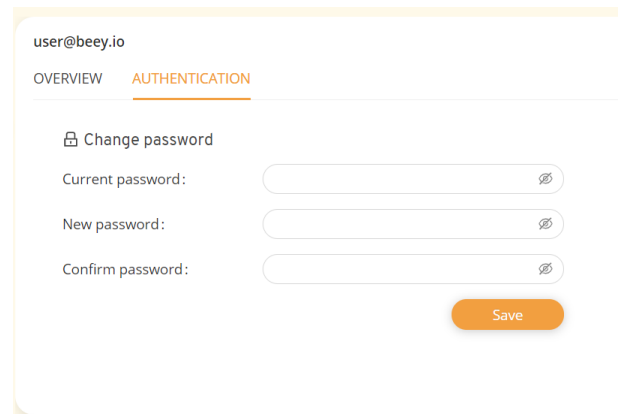 user@beey.io
OVERVIEW AUTHENTICATION
Change password
Current password:
New password:
Confirm password:
Save